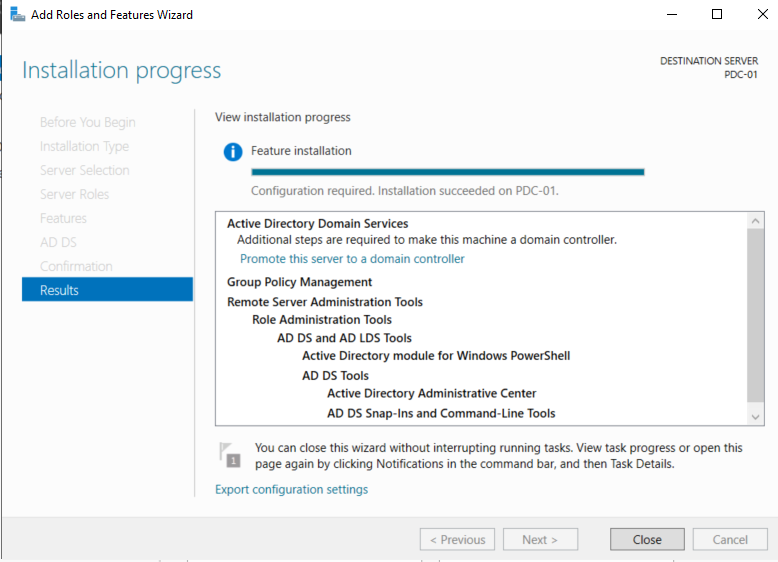 Add Roles and Features Wizard
Installation progress
DESTINATION SERVER
PDC-01
Before You Begin
Installation Type
Server Selection
Server Roles
Features
AD DS
Confirmation
Results
View installation progress
Feature installation
Configuration required. Installation succeeded on PDC-01.
Active Directory Domain Services
Additional steps are required to make this machine a domain controller.
Promote this server to a domain controller
Group Policy Management
Remote Server Administration Tools
Role Administration Tools
AD DS and AD LDS Tools
Active Directory module for Windows PowerShell
AD DS Tools
Active Directory Administrative Center
AD DS Snap-Ins and Command-Line Tools
1
You can close this wizard without interrupting running tasks. View task progress or open this
page again by clicking Notifications in the command bar, and then Task Details.
Export configuration settings
< Previous
Next >
Close
Cancel